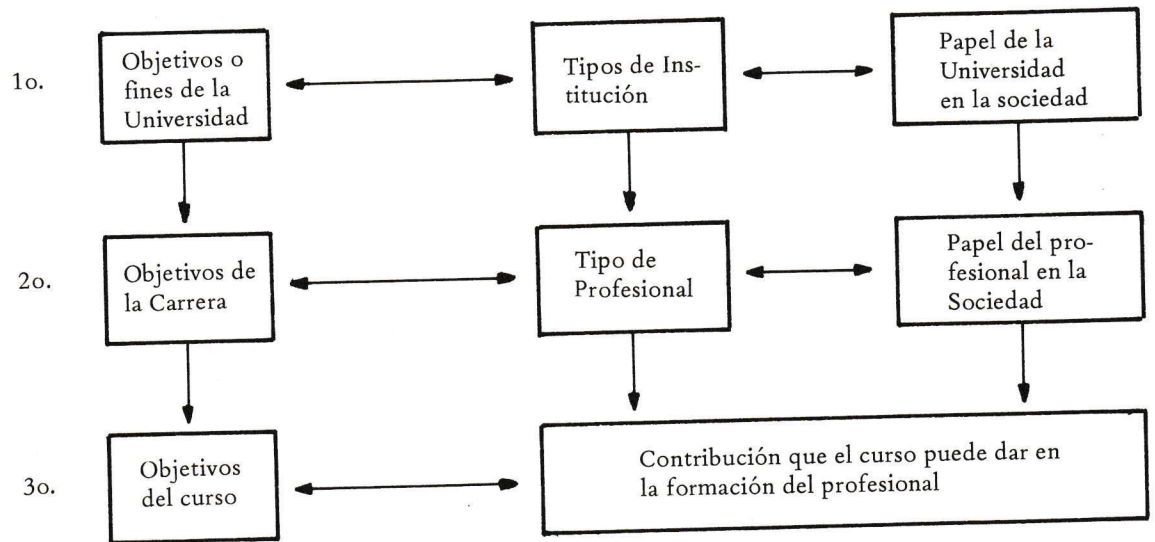 1o.
Objetivos o
fines de la
Universidad
Tipos de Ins-
titución
Papel de la
Universidad
en la sociedad
2o.
Objetivos de
la Carrera
Tipo de
Profesional
Papel del pro-
fesional en la
Sociedad
3o.
Objetivos
del curso
Contribución que el curso puede dar en
la formación del profesional